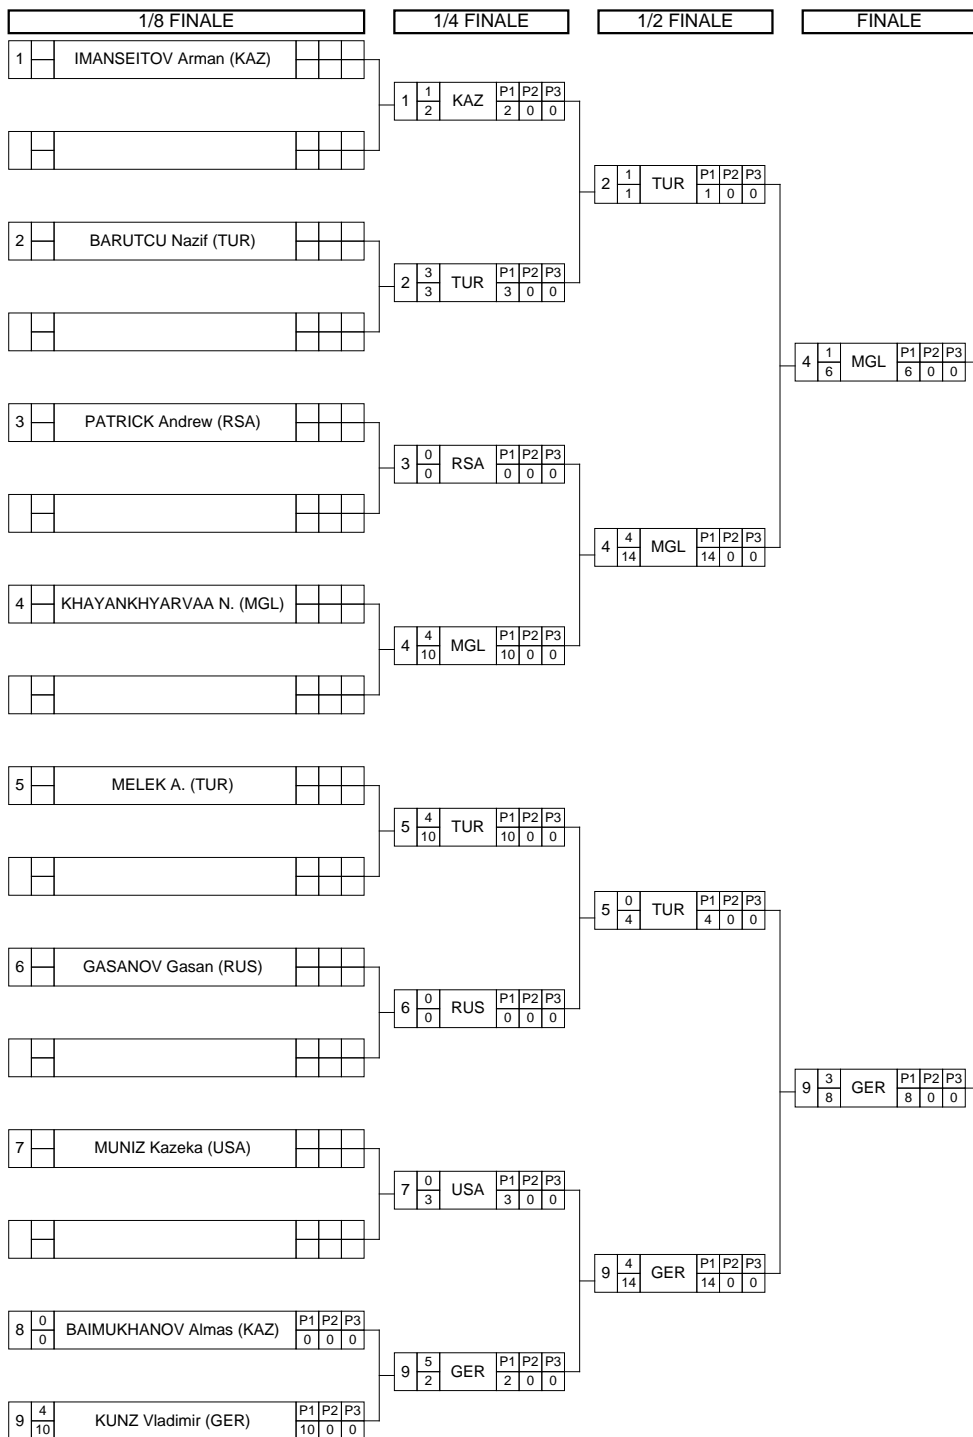 1/8 FINALE 1/4 FINALE 1/2 FINALE FINALE
1 IMANSEITOV Arman (KAZ)
1 1 KAZ P1 P2 P3
2 2 0 0
2 1 TUR P1 P2 P3
1 1 0 0
2 BARUTCU Nazif (TUR)
2 3 TUR P1 P2 P3
3 3 0 0
4 1 MGL P1 P2 P3
6 6 0 0
3 PATRICK Andrew (RSA)
3 0 RSA P1 P2 P3
0 0 0 0
4 4 MGL P1 P2 P3
14 14 0 0
4 KHAYANKHYARVAA N. (MGL)
4 4 MGL P1 P2 P3
10 10 0 0
5 MELEK A. (TUR)
5 4 TUR P1 P2 P3
10 10 0 0
5 0 TUR P1 P2 P3
4 4 0 0
6 GASANOV Gasan (RUS)
6 0 RUS P1 P2 P3
0 0 0 0
9 3 GER P1 P2 P3
8 8 0 0
7 MUNIZ Kazeka (USA)
7 0 USA P1 P2 P3
3 3 0 0
9 4 GER P1 P2 P3
14 14 0 0
8 0 BAIMUKHANOV Almas (KAZ) P1 P2 P3
0 0 0 0
9 5 GER P1 P2 P3
2 2 0 0
9 4 KUNZ Vladimir (GER) P1 P2 P3
10 10 0 0